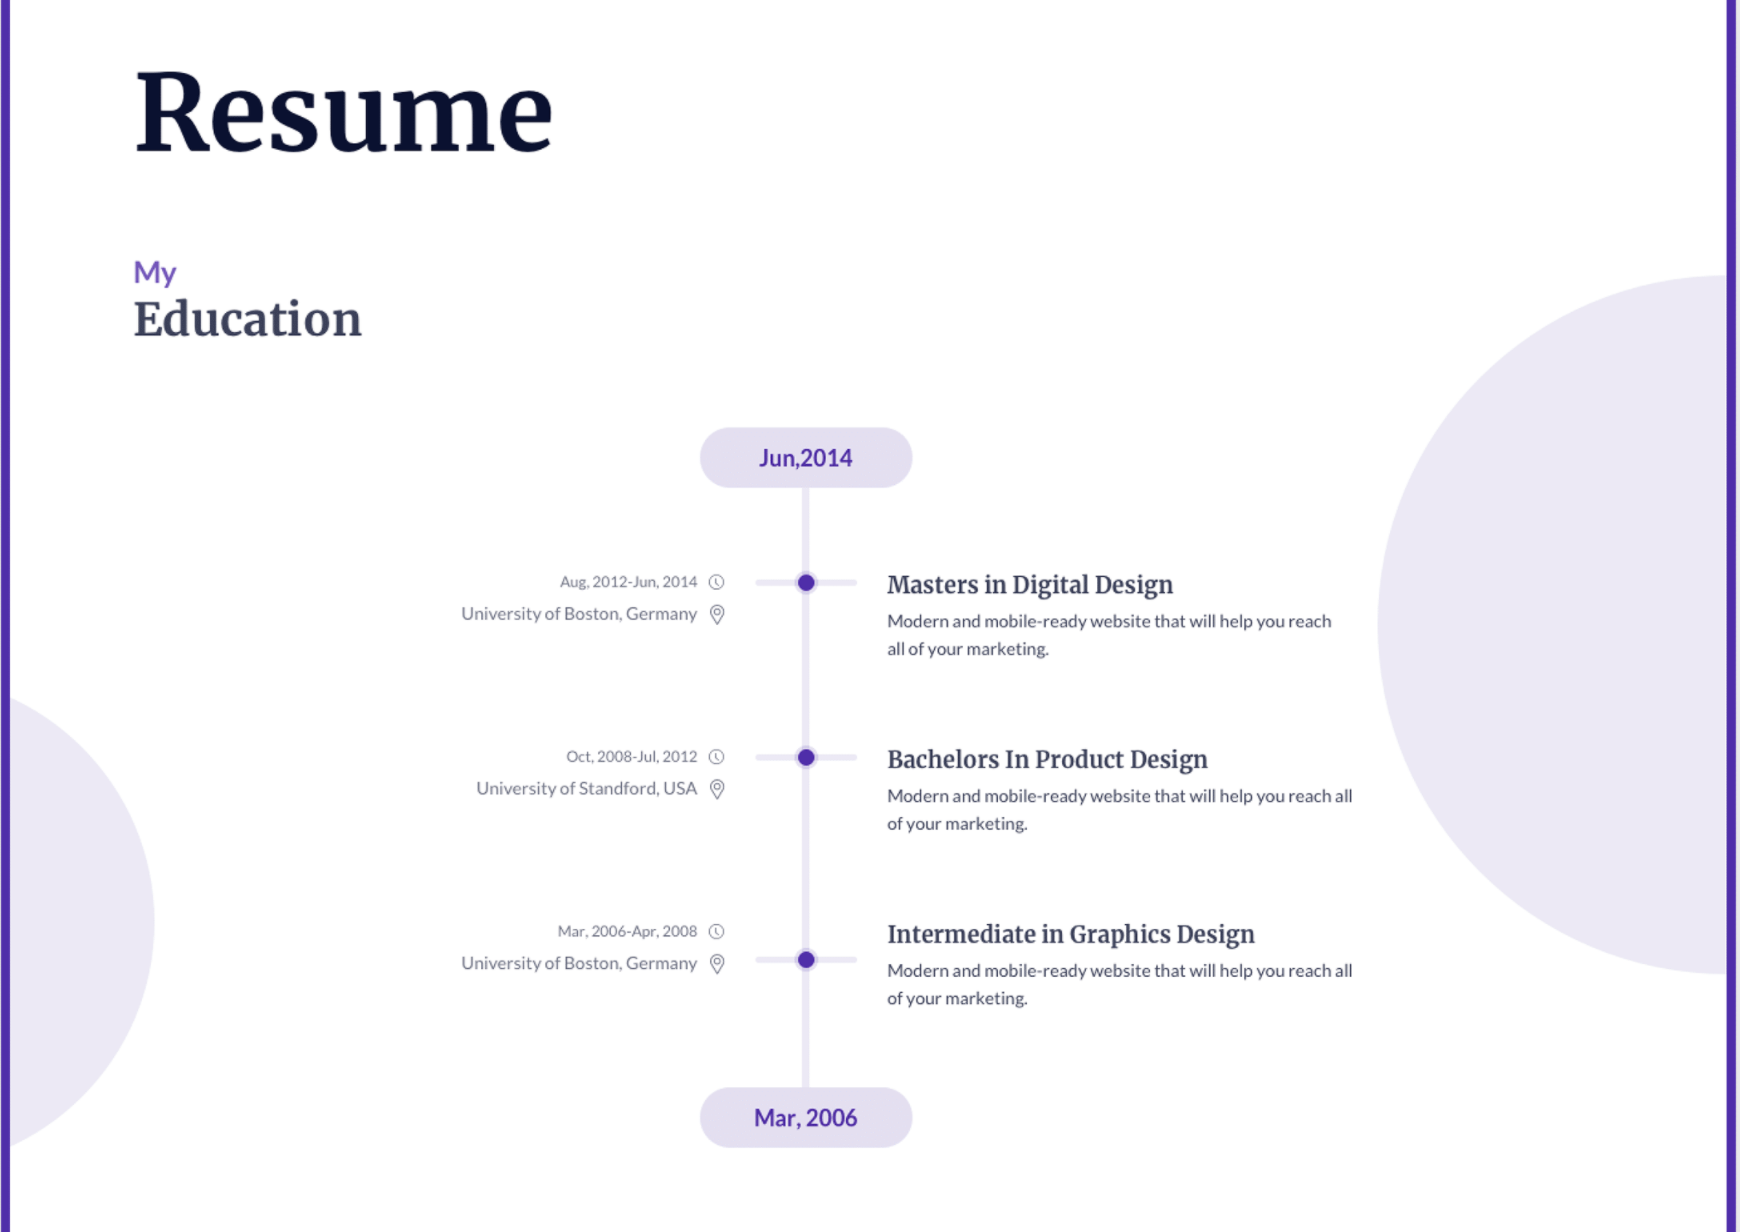 Resume
My
Education
Jun,2014
Aug, 2012-Jun, 2014
University of Boston, Germany
Masters in Digital Design
Modern and mobile-ready website that will help you reach
all of your marketing.
Oct, 2008-Jul, 2012
University of Standford, USA
Bachelors In Product Design
Modern and mobile-ready website that will help you reach all
of your marketing.
Mar, 2006-Apr, 2008
University of Boston, Germany
Intermediate in Graphics Design
Modern and mobile-ready website that will help you reach all
of your marketing.
Mar, 2006